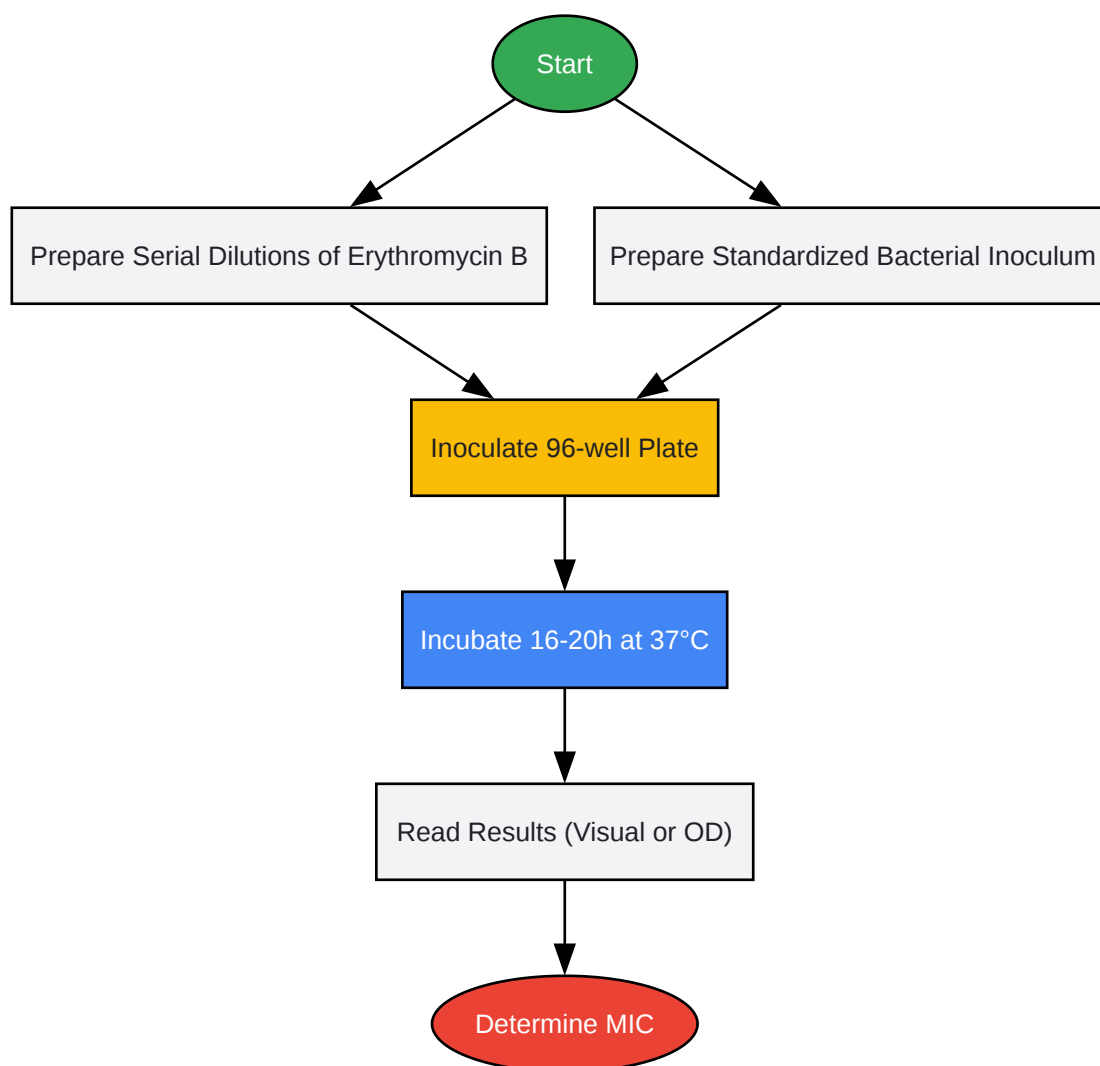 Start
Prepare Serial Dilutions of Erythromycin B
Prepare Standardized Bacterial Inoculum
Inoculate 96-well Plate
Incubate 16-20h at 37°C
Read Results (Visual or OD)
Determine MIC